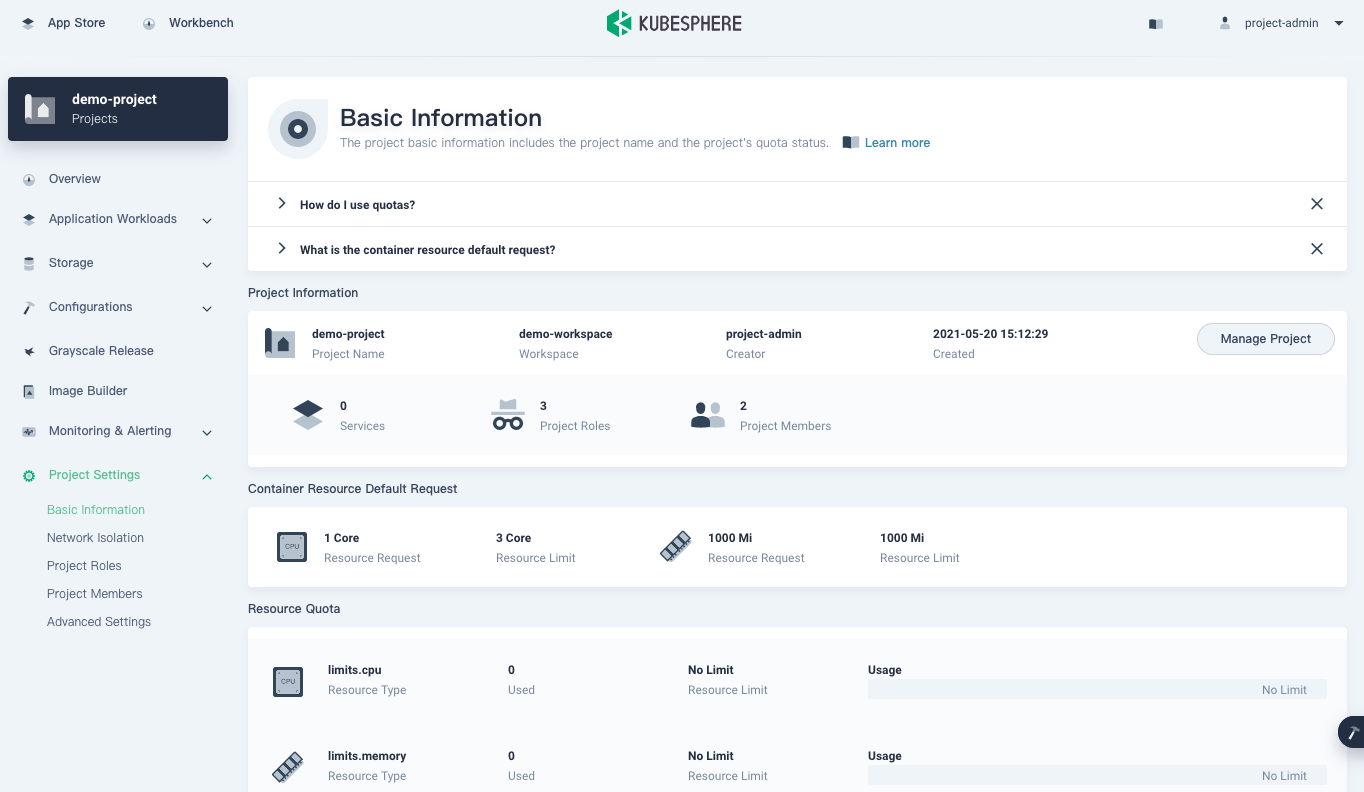 App Store
Workbench
KUBESPHERE
project-admin
demo-project
Projects
Overview
Application Workloads
Storage
Configurations
Grayscale Release
Image Builder
Monitoring & Alerting
Project Settings
Basic Information
Network Isolation
Project Roles
Project Members
Advanced Settings
Basic Information
The project basic information includes the project name and the project's quota status. Learn more
How do I use quotas?
What is the container resource default request?
Project Information
demo-project
Project Name
demo-workspace
Workspace
project-admin
Creator
2021-05-20 15:12:29
Created
Manage Project
0
Services
3
Project Roles
2
Project Members
Container Resource Default Request
CPU
1 Core
Resource Request
3 Core
Resource Limit
1000 Mi
Resource Request
1000 Mi
Resource Limit
Resource Quota
CPU
limits.cpu
Resource Type
0
Used
No Limit
Resource Limit
Usage
No Limit
limits.memory
Resource Type
0
Used
No Limit
Resource Limit
Usage
No Limit